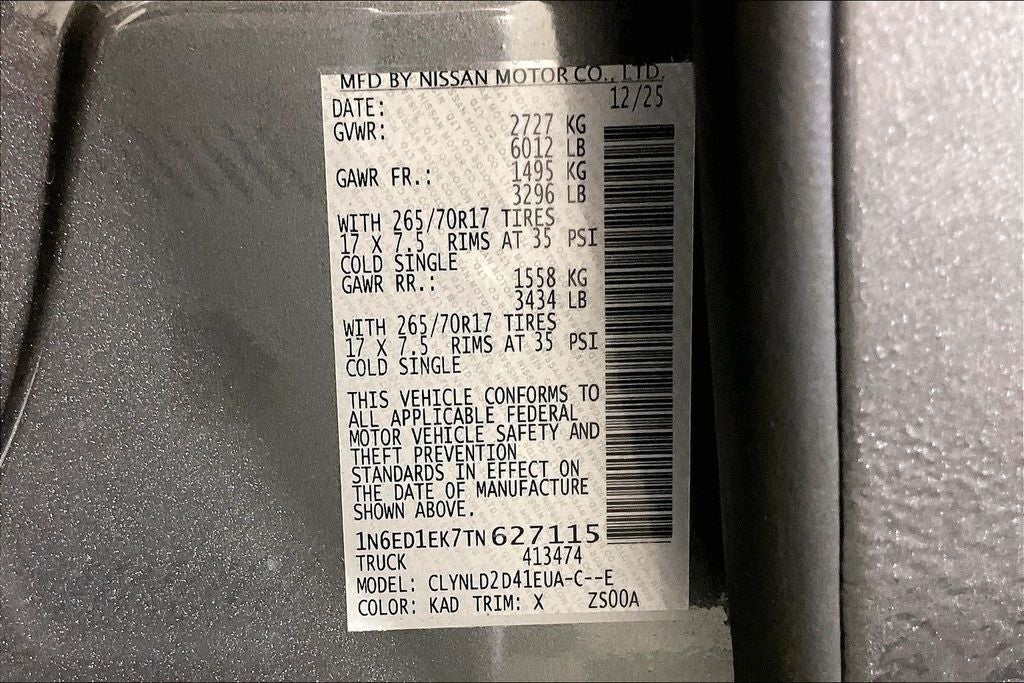 MFD BY NISSAN MOTOR CO., LTD.
DATE: 12/25
GVWR: 2727 KG
6012 LB
GAWR FR.: 1495 KG
3296 LB
WITH 265/70R17 TIRES
17 X 7.5 RIMS AT 35 PSI
COLD SINGLE
GAWR RR.: 1558 KG
3434 LB
WITH 265/70R17 TIRES
17 X 7.5 RIMS AT 35 PSI
COLD SINGLE
THIS VEHICLE CONFORMS TO
ALL APPLICABLE FEDERAL
MOTOR VEHICLE SAFETY AND
THEFT PREVENTION
STANDARDS IN EFFECT ON
THE DATE OF MANUFACTURE
SHOWN ABOVE.
1N6ED1EK7TN627115
TRUCK 413474
MODEL: CLYNLD2D41EUA-C--E
COLOR: KAD TRIM: X ZS00A